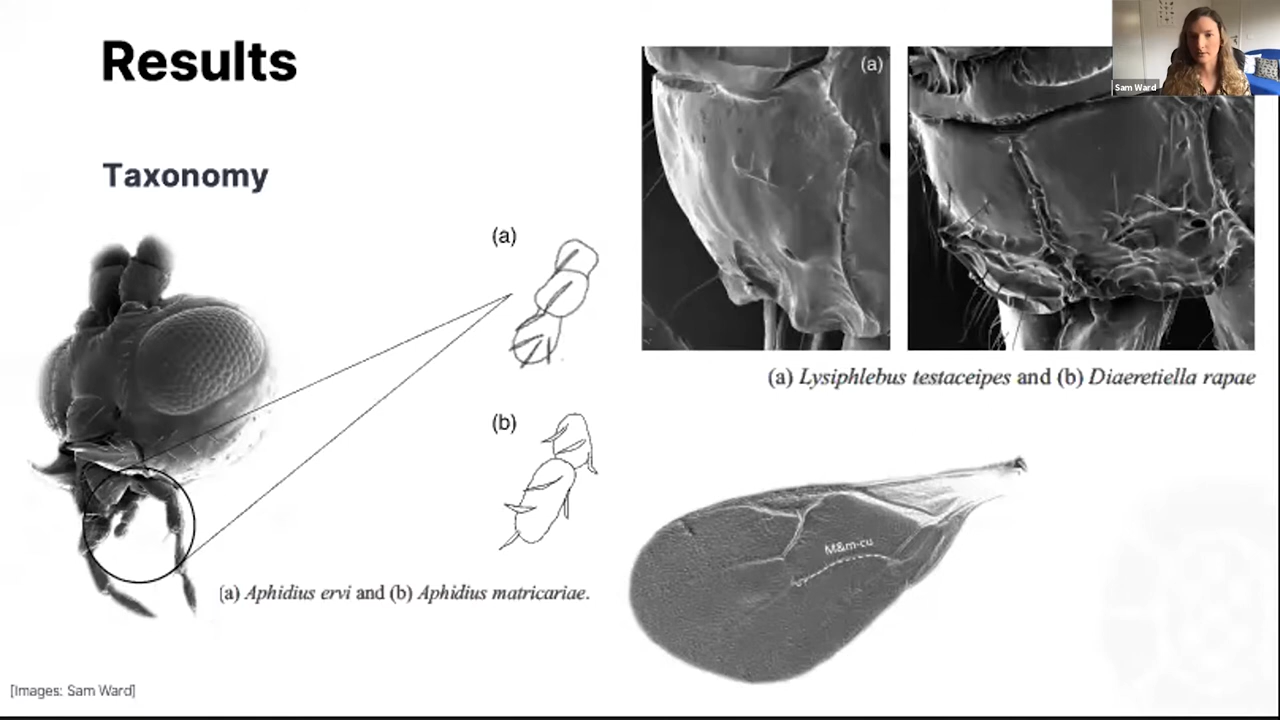 Results
Taxonomy
(a)
(b)
(a) Aphidius ervi and (b) Aphidius matricariae.
[Images: Sam Ward]
(a)
Sam Ward
(a) Lysiphlebus testaceipes and (b) Diaeretiella rapae
M&m-cu